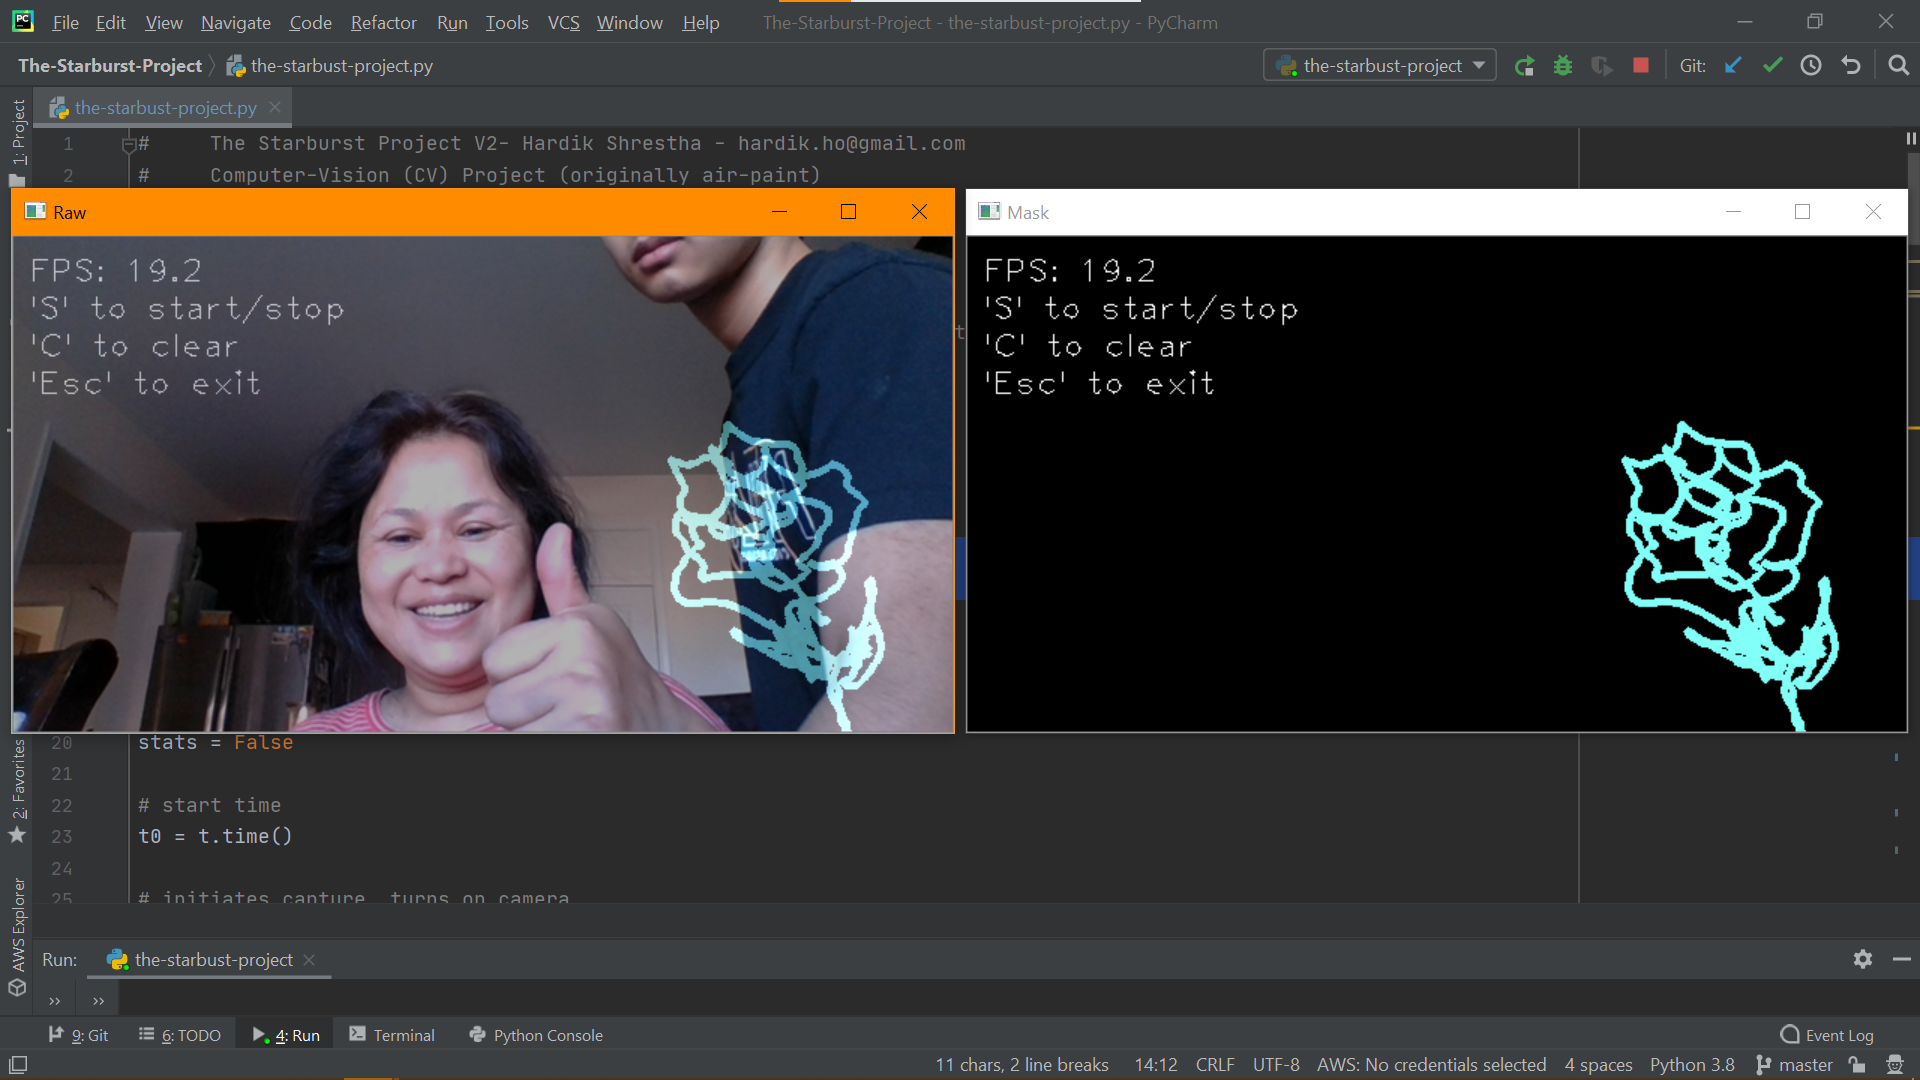 File Edit View Navigate Code Refactor Run Tools VCS Window Help The-Starburst-Project - the-starbust-project.py - PyCharm
The-Starburst-Project the-starbust-project.py the-starbust-project Git:
1: Project
the-starbust-project.py
1 # The Starburst Project V2- Hardik Shrestha - hardik.ho@gmail.com
2 # Computer-Vision (CV) Project (originally air-paint)
Raw
FPS: 19.2
'S' to start/stop
'C' to clear
'Esc' to exit
Mask
FPS: 19.2
'S' to start/stop
'C' to clear
'Esc' to exit
20 stats = False
21
22 # start time
23 t0 = t.time()
24
25 # initiates capture turns on camera
2: Favorites
AWS Explorer
Run: the-starbust-project
9: Git 6: TODO 4: Run Terminal Python Console Event Log
11 chars, 2 line breaks 14:12 CRLF UTF-8 AWS: No credentials selected 4 spaces Python 3.8 master